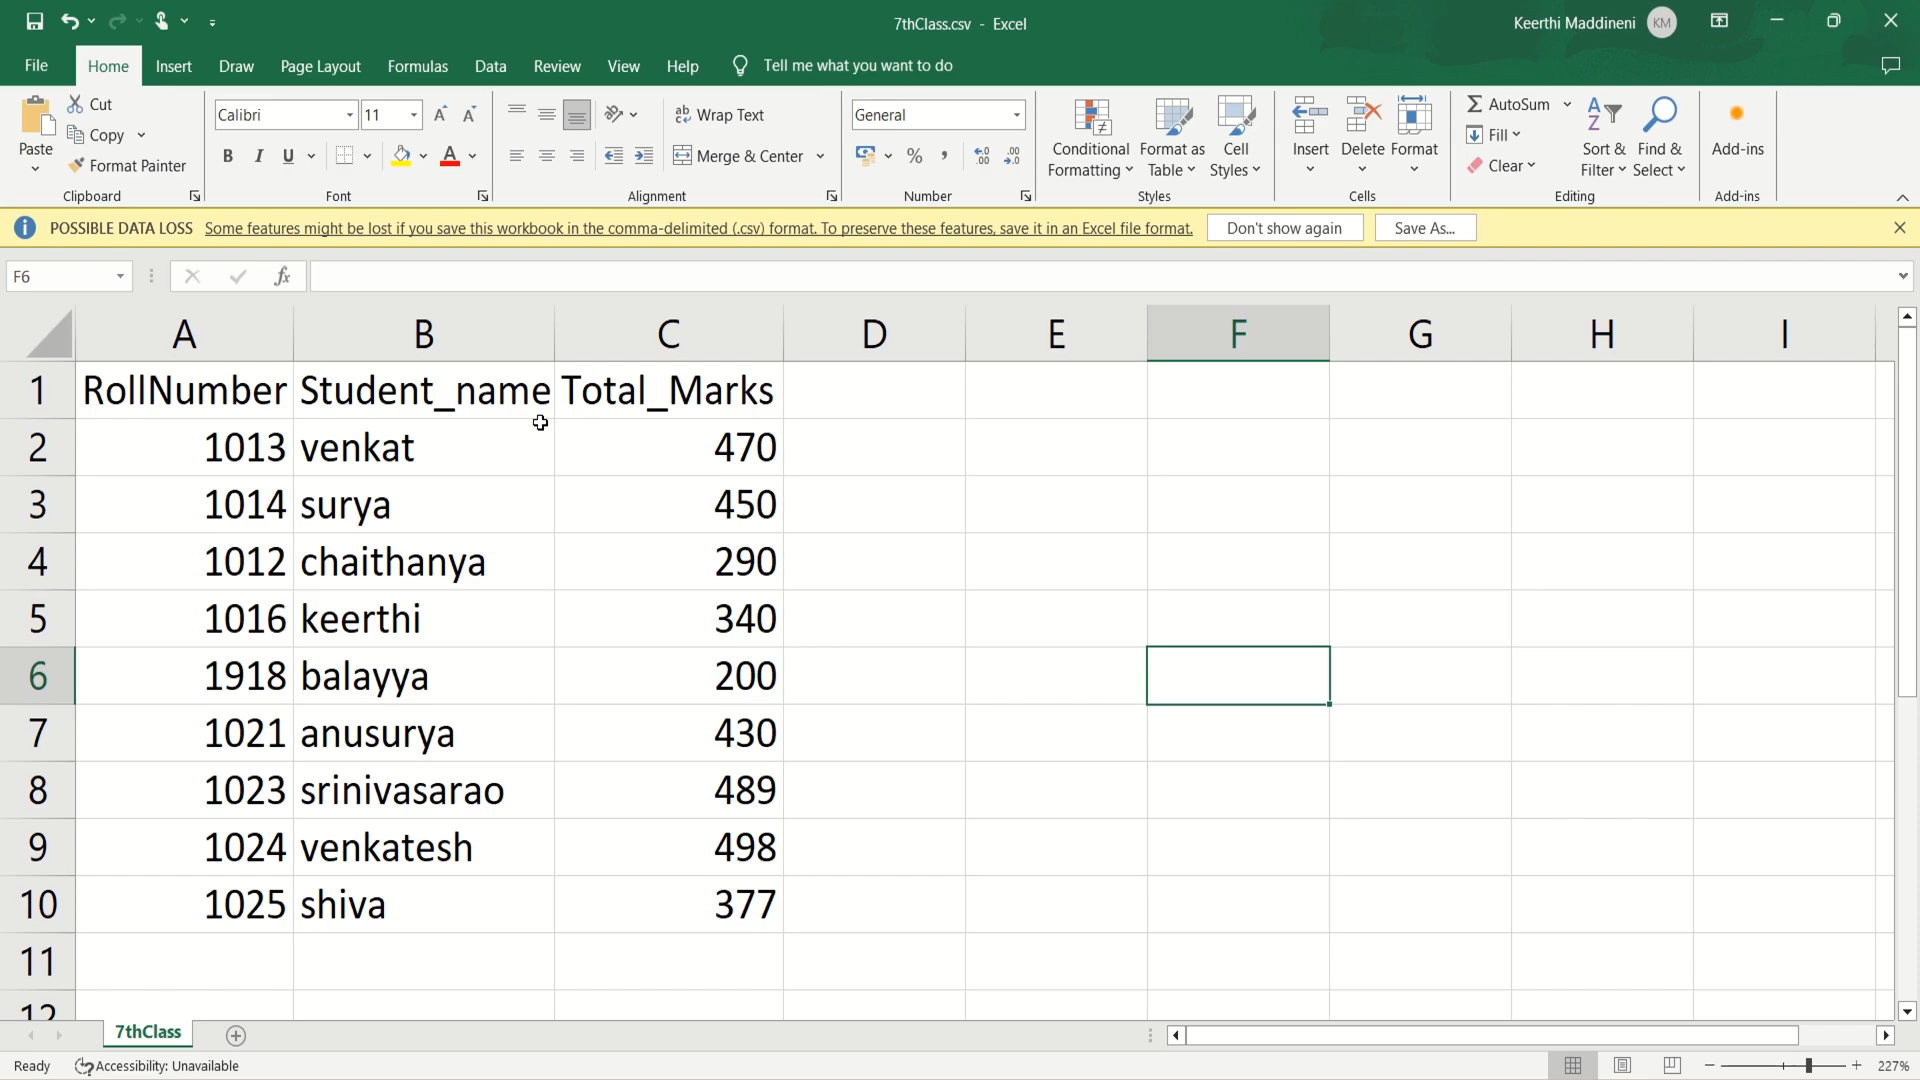 7thClass.csv - Excel
Keerthi Maddineni KM
File Home Insert Draw Page Layout Formulas Data Review View Help Tell me what you want to do
Paste
Cut
Copy
Format Painter
Clipboard
Calibri 11
B I U A
Font
Wrap Text
Merge & Center
Alignment
General
% , .00 .00
Number
Conditional Formatting
Format as Table
Cell Styles
Styles
Insert
Delete
Format
Cells
AutoSum
Fill
Clear
Sort & Filter
Find & Select
Editing
Add-ins
Add-ins
POSSIBLE DATA LOSS Some features might be lost if you save this workbook in the comma-delimited (.csv) format. To preserve these features, save it in an Excel file format. Don't show again Save As...
F6 fx
A B C D E F G H I
1 RollNumber Student_name Total_Marks
2 1013 venkat 470
3 1014 surya 450
4 1012 chaithanya 290
5 1016 keerthi 340
6 1918 balayya 200
7 1021 anusurya 430
8 1023 srinivasarao 489
9 1024 venkatesh 498
10 1025 shiva 377
11
12
7thClass
Ready Accessibility: Unavailable 227%